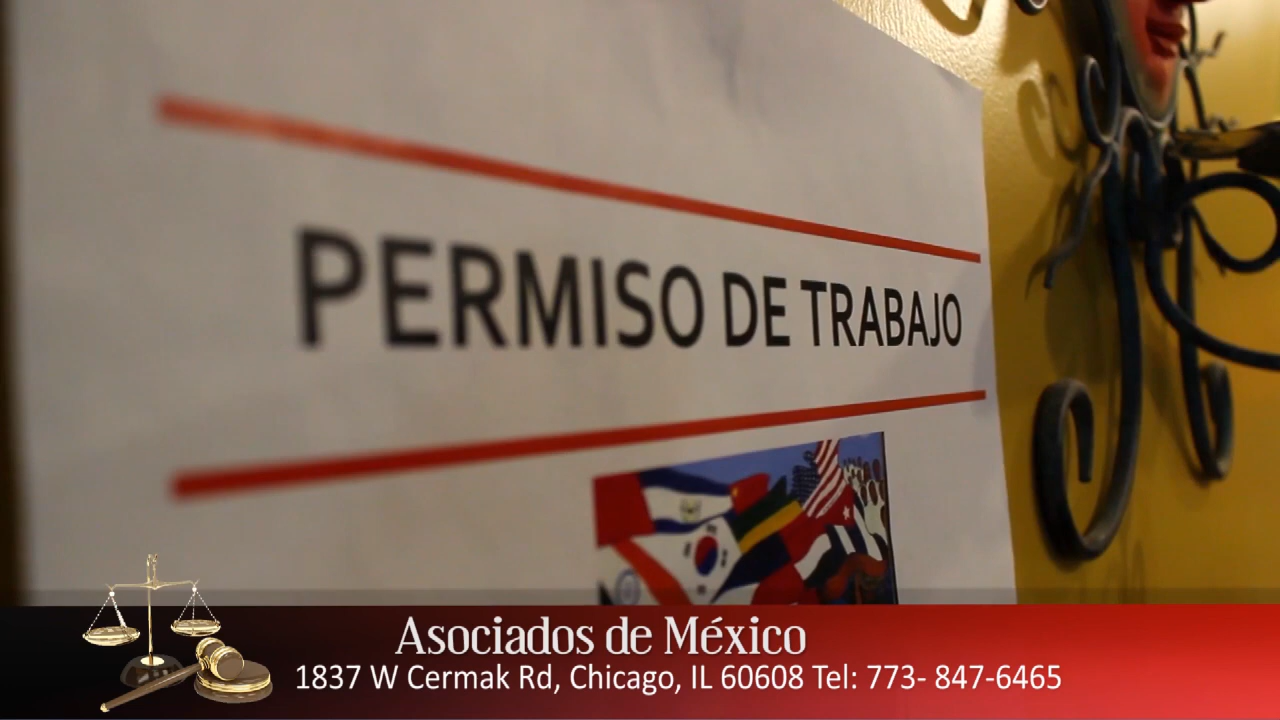 PERMISO DE TRABAJO
Asociados de México
1837 W Cermak Rd, Chicago, IL 60608 Tel: 773- 847-6465